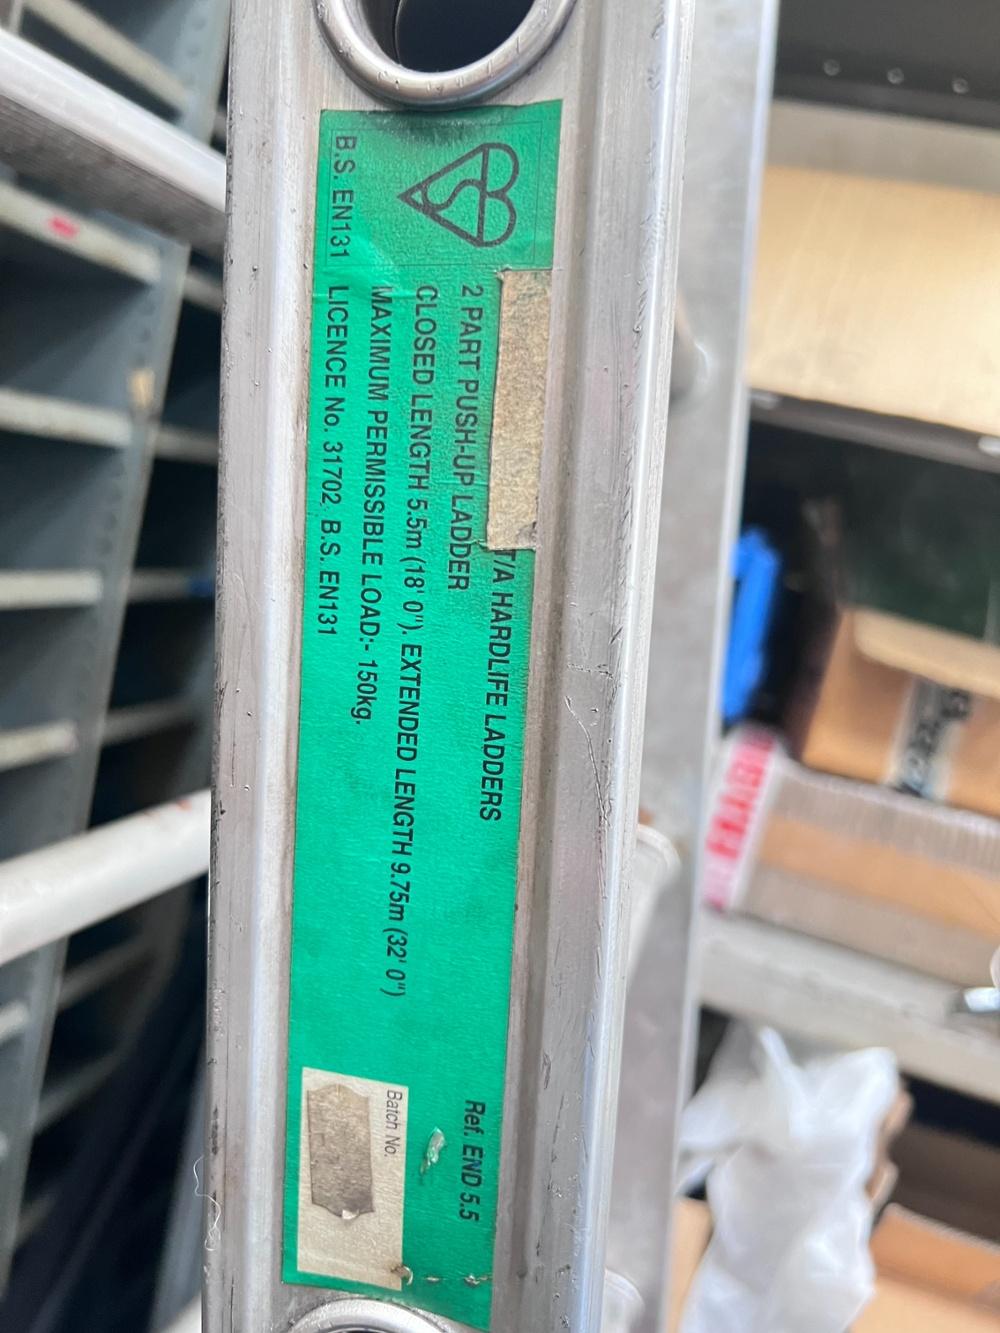 T/A HARDLIFE LADDERS
2 PART PUSH-UP LADDER
CLOSED LENGTH 5.5m (18' 0"). EXTENDED LENGTH 9.75m (32' 0")
MAXIMUM PERMISSIBLE LOAD:- 150kg.
B.S. EN131 LICENCE No. 31702. B.S. EN131
Ref. END 5.5
Batch No.